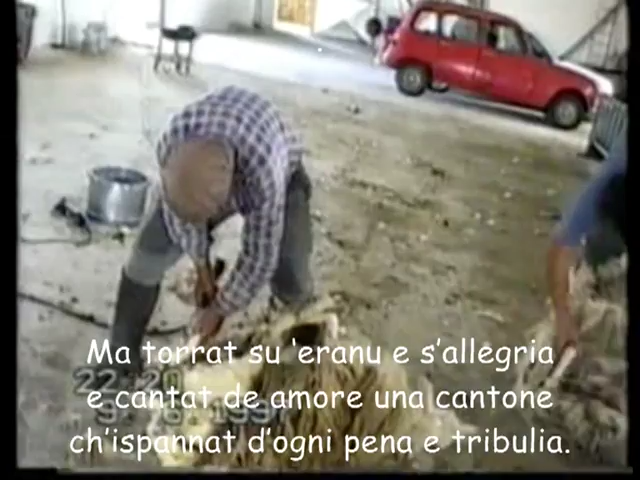 Ma torrat su 'eranu e s'allegria
e cantat de amore una cantone
ch'ispannat d'ogni pena e tribulia.